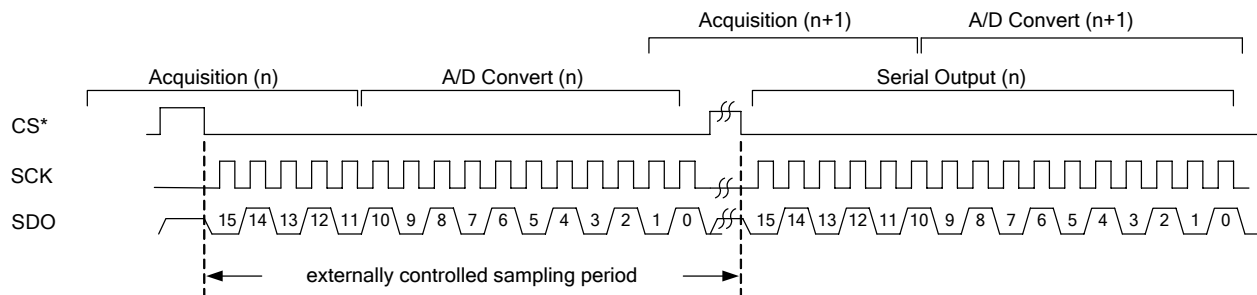 Acquisition (n+1) A/D Convert (n+1)
Acquisition (n) A/D Convert (n) Serial Output (n)
CS*
SCK
SDO 15 14 13 12 11 10 9 8 7 6 5 4 3 2 1 0 15 14 13 12 11 10 9 8 7 6 5 4 3 2 1 0
externally controlled sampling period